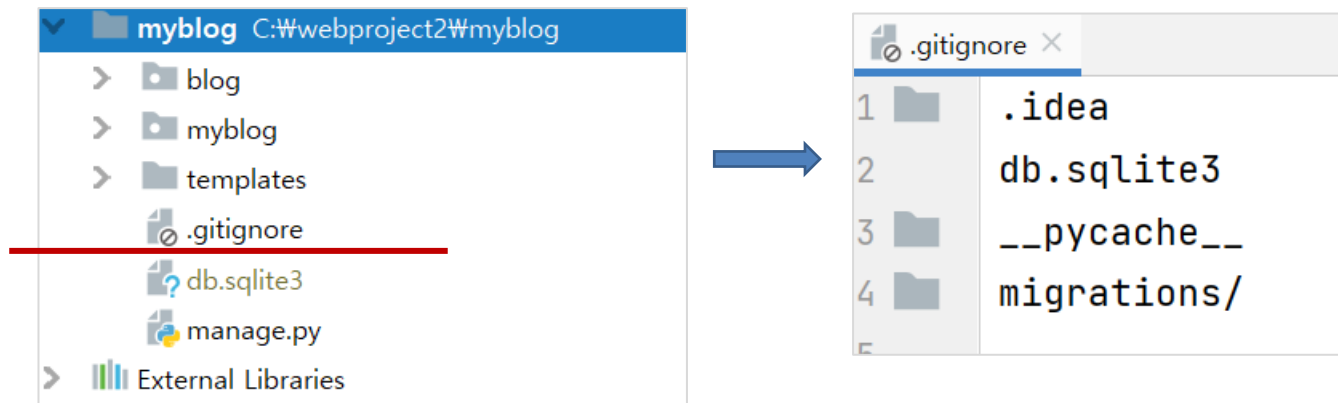 myblog C:₩webproject2₩myblog
blog
myblog
templates
.gitignore
db.sqlite3
manage.py
External Libraries
.gitignore
1 .idea
2 db.sqlite3
3 __pycache__
4 migrations/
5